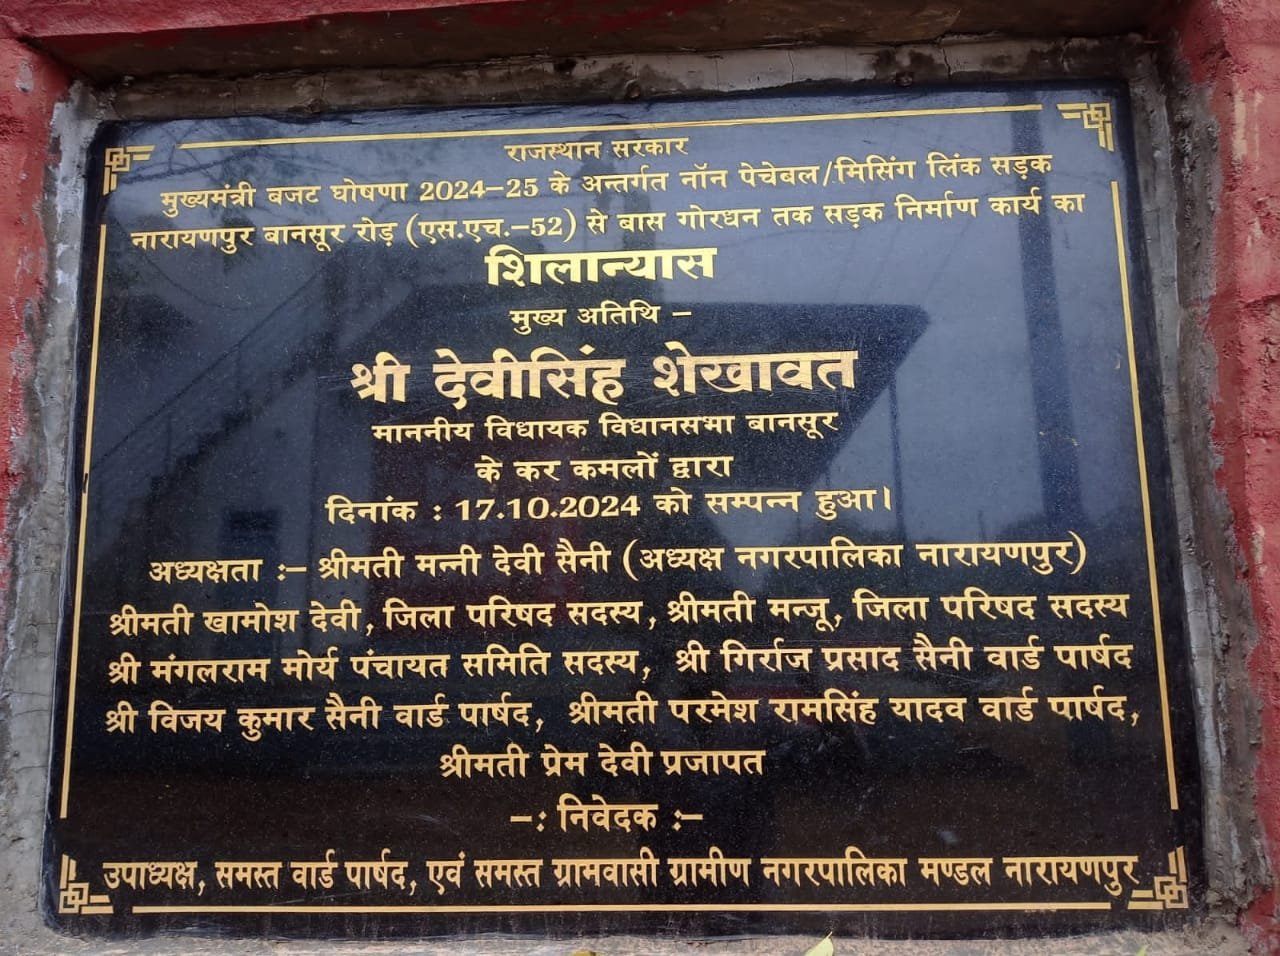 राजस्थान सरकार
मुख्यमंत्री बजट घोषणा 2024-25 के अन्तर्गत नॉन पेचेबल/मिसिंग लिंक सड़क
नारायणपुर बानसूर रोड़ (एस.एच.-52) से बास गोरधन तक सड़क निर्माण कार्य का
शिलान्यास
मुख्य अतिथि -
श्री देवीसिंह शेखावत
माननीय विधायक विधानसभा बानसूर
के कर कमलों द्वारा
दिनांक : 17.10.2024 को सम्पन्न हुआ।
अध्यक्षता :- श्रीमती मन्नी देवी सैनी (अध्यक्ष नगरपालिका नारायणपुर)
श्रीमती खामोश देवी, जिला परिषद सदस्य, श्रीमती मन्जू, जिला परिषद सदस्य
श्री मंगलराम मोर्य पंचायत समिति सदस्य, श्री गिर्राज प्रसाद सैनी वार्ड पार्षद
श्री विजय कुमार सैनी वार्ड पार्षद, श्रीमती परमेश रामसिंह यादव वार्ड पार्षद,
श्रीमती प्रेम देवी प्रजापत
-: निवेदक :-
उपाध्यक्ष, समस्त वार्ड पार्षद, एवं समस्त ग्रामवासी ग्रामीण नगरपालिका मण्डल नारायणपुर